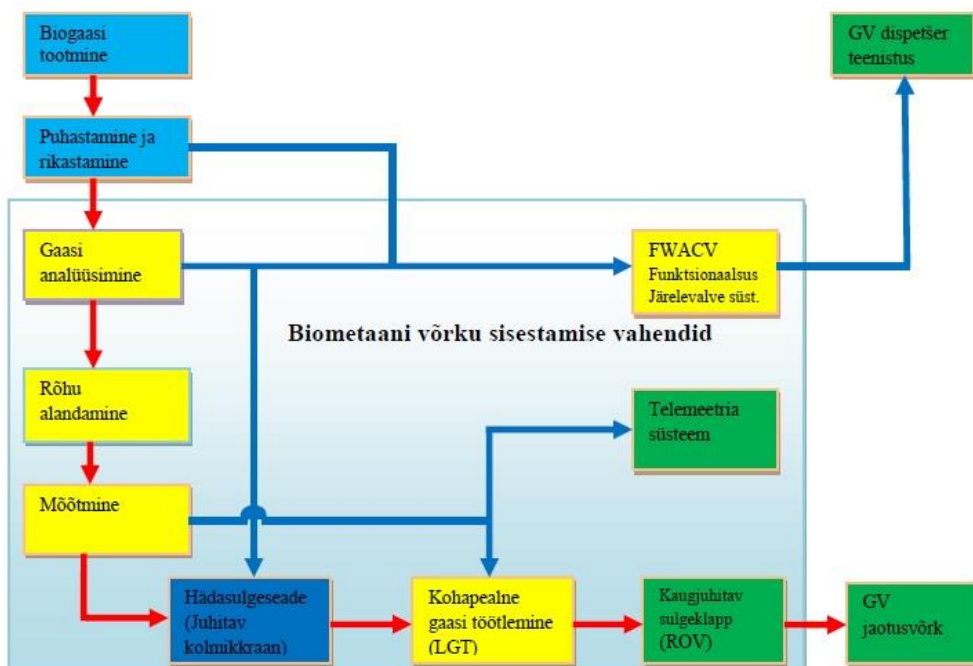 Biogaasi
tootmine
GV dispetšer
teenistus
Puhastamine ja
rikastamine
Gaasi
analüüsimine
FWACV
Funktsionaalsus
Järelevalve süst.
Biometaani võrku sisestamise vahendid
Rõhu
alandamine
Telemeetria
süsteem
Mõõtmine
Hädasulgeseade
(Juhitav
kolmikkraan)
Kohapealne
gaasi töötlemine
(LGT)
Kaugjuhitav
sulgeklapp
(ROV)
GV
jaotusvõrk